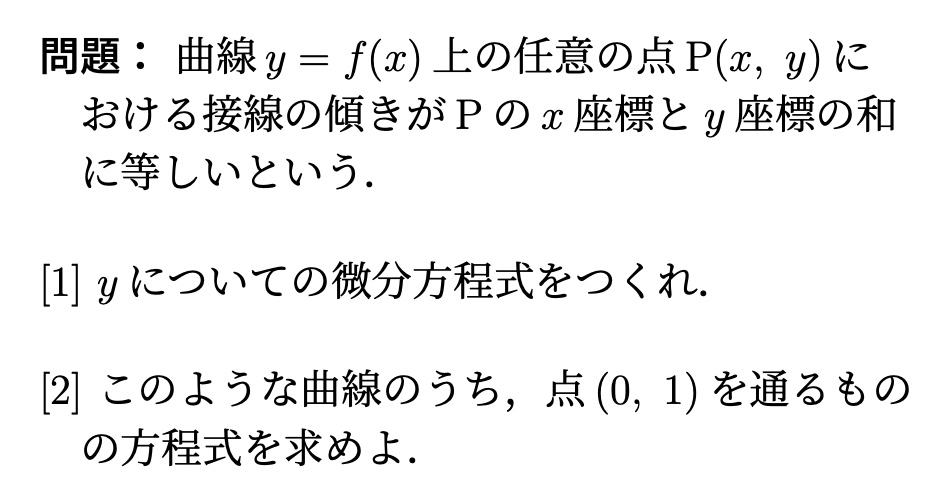 問題： 曲線 y = f(x) 上の任意の点 P(x, y) に
おける接線の傾きが P の x 座標と y 座標の和
に等しいという．
[1] y についての微分方程式をつくれ．
[2] このような曲線のうち，点 (0, 1) を通るもの
の方程式を求めよ．